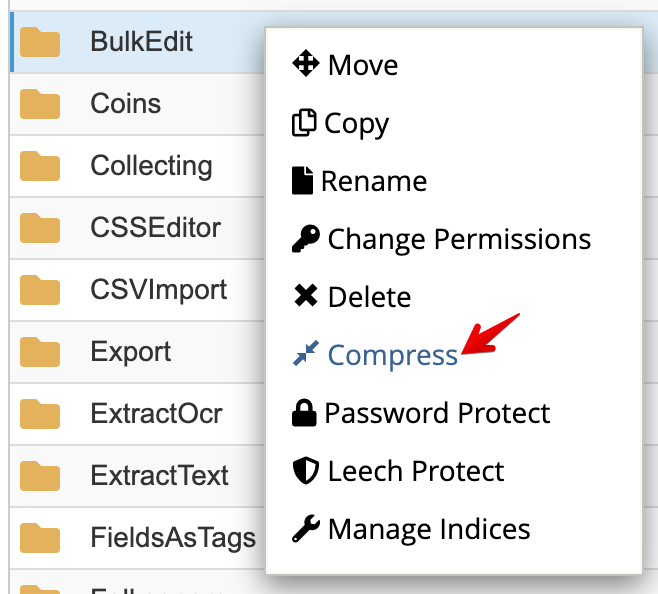 BulkEdit
Coins
Collecting
CSSEditor
CSVImport
Export
ExtractOcr
ExtractText
FieldsAsTags
Move
Copy
Rename
Change Permissions
Delete
Compress
Password Protect
Leech Protect
Manage Indices